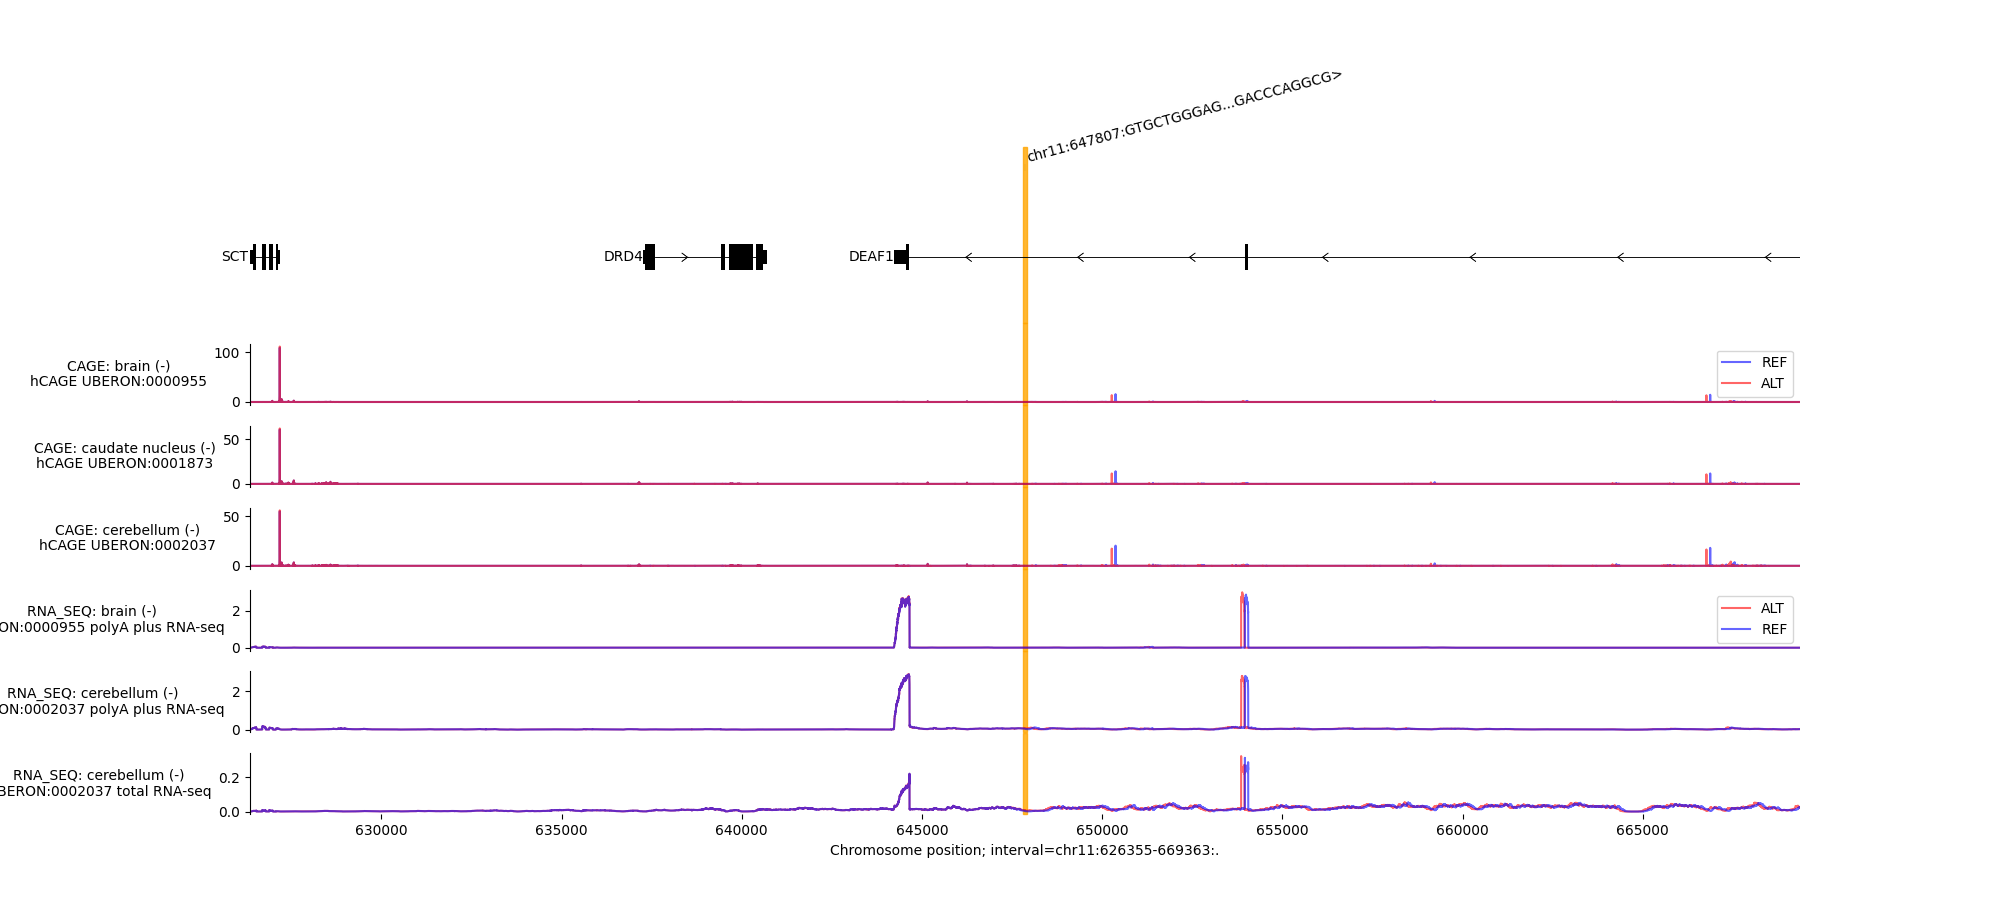 chr11:647807:GTGCTGGGAG...GACCCAGGCG>
SCT
DRD4
DEAF1
CAGE: brain (-)
hCAGE UBERON:0000955
100
0
REF
ALT
CAGE: caudate nucleus (-)
hCAGE UBERON:0001873
50
0
CAGE: cerebellum (-)
hCAGE UBERON:0002037
50
0
RNA_SEQ: brain (-)
ON:0000955 polyA plus RNA-seq
2
0
ALT
REF
RNA_SEQ: cerebellum (-)
ON:0002037 polyA plus RNA-seq
2
0
RNA_SEQ: cerebellum (-)
BERON:0002037 total RNA-seq
0.2
0.0
630000 635000 640000 645000 650000 655000 660000 665000
Chromosome position; interval=chr11:626355-669363:.